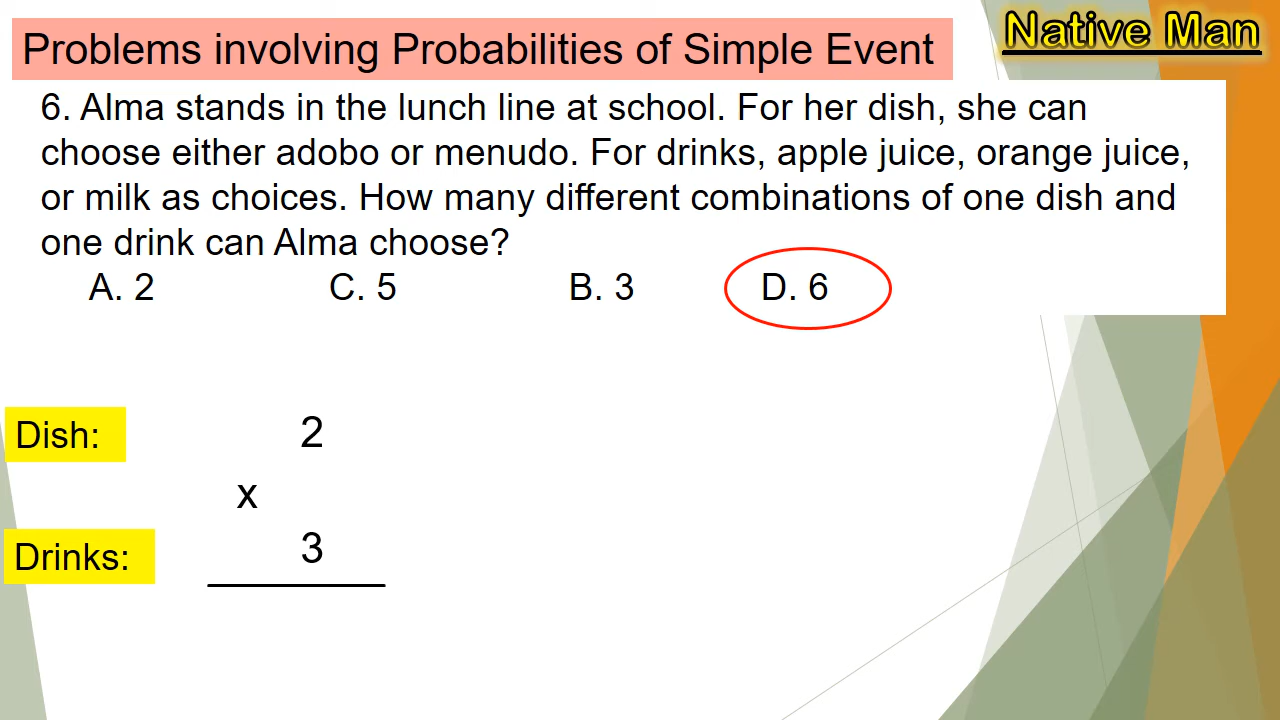 Native Man
Problems involving Probabilities of Simple Event
6. Alma stands in the lunch line at school. For her dish, she can
choose either adobo or menudo. For drinks, apple juice, orange juice,
or milk as choices. How many different combinations of one dish and
one drink can Alma choose?
A. 2 C. 5 B. 3 D. 6
Dish: 2
x
Drinks: 3